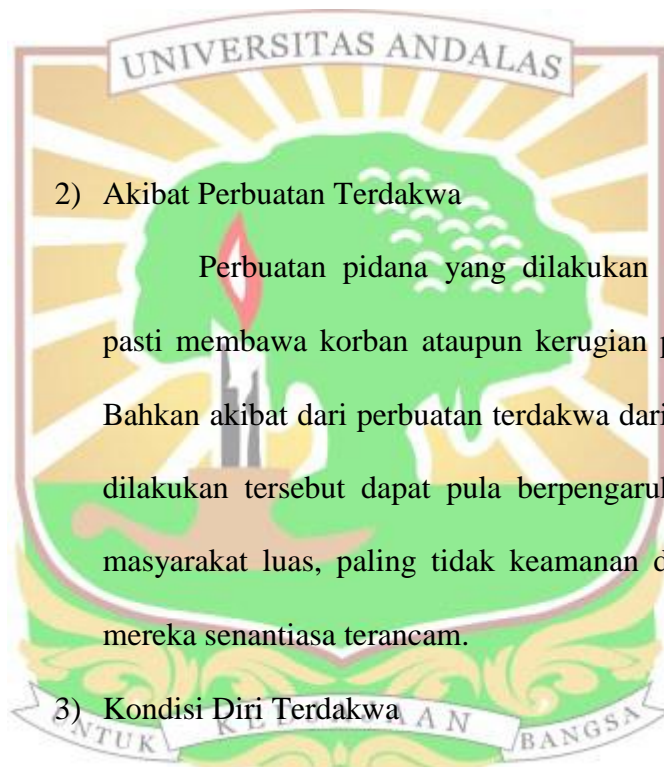 UNIVERSITAS ANDALAS
2) Akibat Perbuatan Terdakwa
Perbuatan pidana yang dilakukan
pasti membawa korban ataupun kerugian
Bahkan akibat dari perbuatan terdakwa dari
dilakukan tersebut dapat pula berpengaruh
masyarakat luas, paling tidak keamanan
mereka senantiasa terancam.
3) Kondisi Diri Terdakwa
UNTUK BANGSA